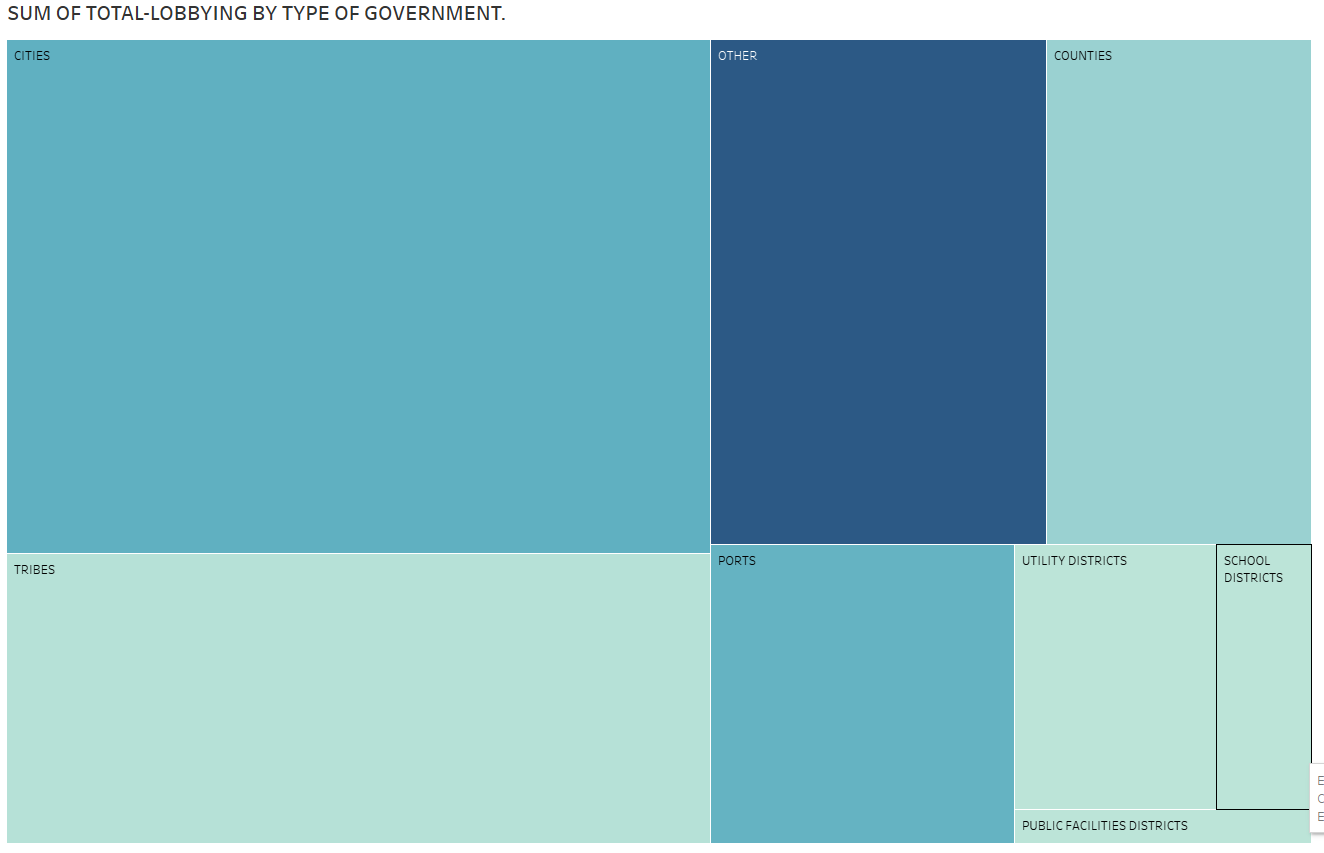 SUM OF TOTAL-LOBBYING BY TYPE OF GOVERNMENT.
CITIES
OTHER
COUNTIES
TRIBES
PORTS
UTILITY DISTRICTS
SCHOOL
DISTRICTS
PUBLIC FACILITIES DISTRICTS